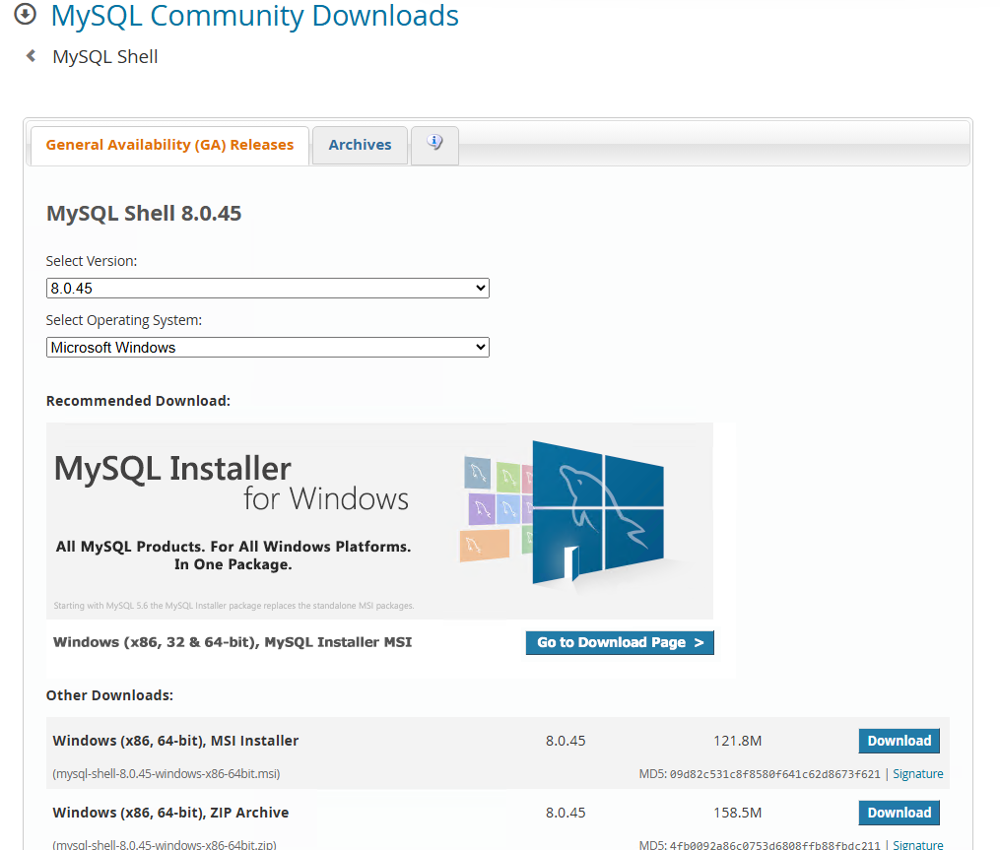 MySQL Community Downloads
MySQL Shell
General Availability (GA) Releases Archives
MySQL Shell 8.0.45
Select Version:
8.0.45
Select Operating System:
Microsoft Windows
Recommended Download:
MySQL Installer
for Windows
All MySQL Products. For All Windows Platforms.
In One Package.
Starting with MySQL 5.6 the MySQL Installer package replaces the standalone MSI packages.
Windows (x86, 32 & 64-bit), MySQL Installer MSI Go to Download Page >
Other Downloads:
Windows (x86, 64-bit), MSI Installer 8.0.45 121.8M Download
(mysql-shell-8.0.45-windows-x86-64bit.msi) MD5: 09d82c531c8f8580f641c62d8673f621 | Signature
Windows (x86, 64-bit), ZIP Archive 8.0.45 158.5M Download
(mysql-shell-8.0.45-windows-x86-64bit.zip) MD5: 4fb0092a86c0753d6808ffb88fbdc211 | Signature